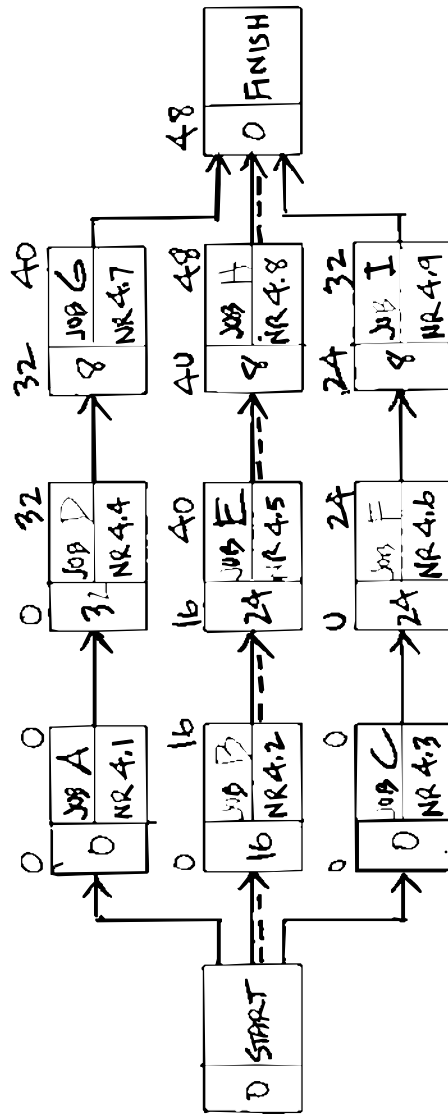 0 START
0 0
0 JOB A
NR 4.1
0 32
32 JOB D
NR 4.4
32 40
8 JOB G
NR 4.7
0 16
16 JOB B
NR 4.2
16 40
24 JOB E
NR 4.5
40 48
8 JOB H
NR 4.8
0 0
0 JOB C
NR 4.3
0 24
24 JOB F
NR 4.6
24 32
8 JOB I
NR 4.9
48
0 FINISH